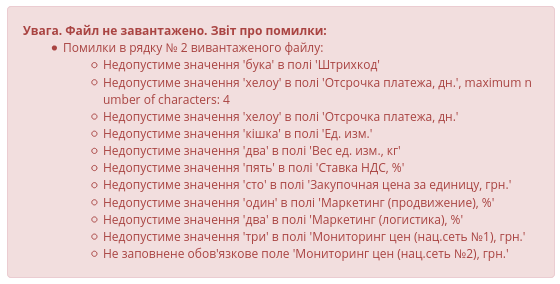 Увага. Файл не завантажено. Звіт про помилки:
Помилки в рядку № 2 вивантаженого файлу:
Недопустиме значення 'бука' в полі 'Штрихкод'
Недопустиме значення 'хелоу' в полі 'Отсрочка платежа, дн.', maximum n
umber of characters: 4
Недопустиме значення 'хелоу' в полі 'Отсрочка платежа, дн.'
Недопустиме значення 'кішка' в полі 'Ед. изм.'
Недопустиме значення 'два' в полі 'Вес ед. изм., кг'
Недопустиме значення 'пять' в полі 'Ставка НДС, %'
Недопустиме значення 'сто' в полі 'Закупочная цена за единицу, грн.'
Недопустиме значення 'один' в полі 'Маркетинг (продвижение), %'
Недопустиме значення 'два' в полі 'Маркетинг (логистика), %'
Недопустиме значення 'три' в полі 'Мониторинг цен (нац.сеть №1), грн.'
Не заповнене обов'язкове поле 'Мониторинг цен (нац.сеть №2), грн.'